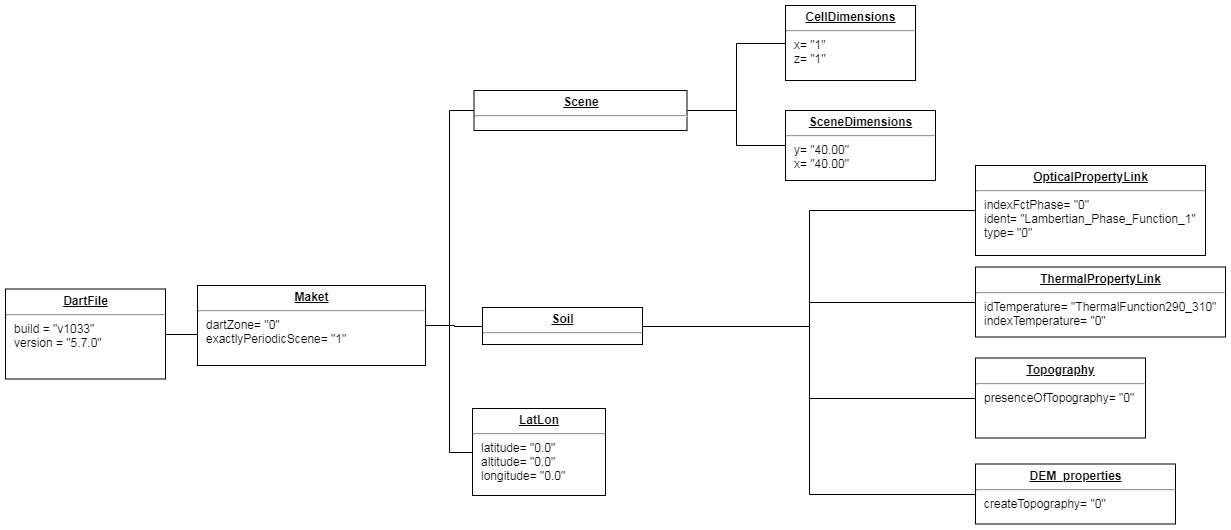 CellDimensions
x= "1"
z= "1"
Scene
SceneDimensions
y= "40.00"
x= "40.00"
OpticalPropertyLink
indexFctPhase= "0"
ident= "Lambertian_Phase_Function_1"
type= "0"
DartFile
build = "v1033"
version = "5.7.0"
Maket
dartZone= "0"
exactlyPeriodicScene= "1"
Soil
ThermalPropertyLink
idTemperature= "ThermalFunction290_310"
indexTemperature= "0"
Topography
presenceOfTopography= "0"
LatLon
latitude= "0.0"
altitude= "0.0"
longitude= "0.0"
DEM_properties
createTopography= "0"